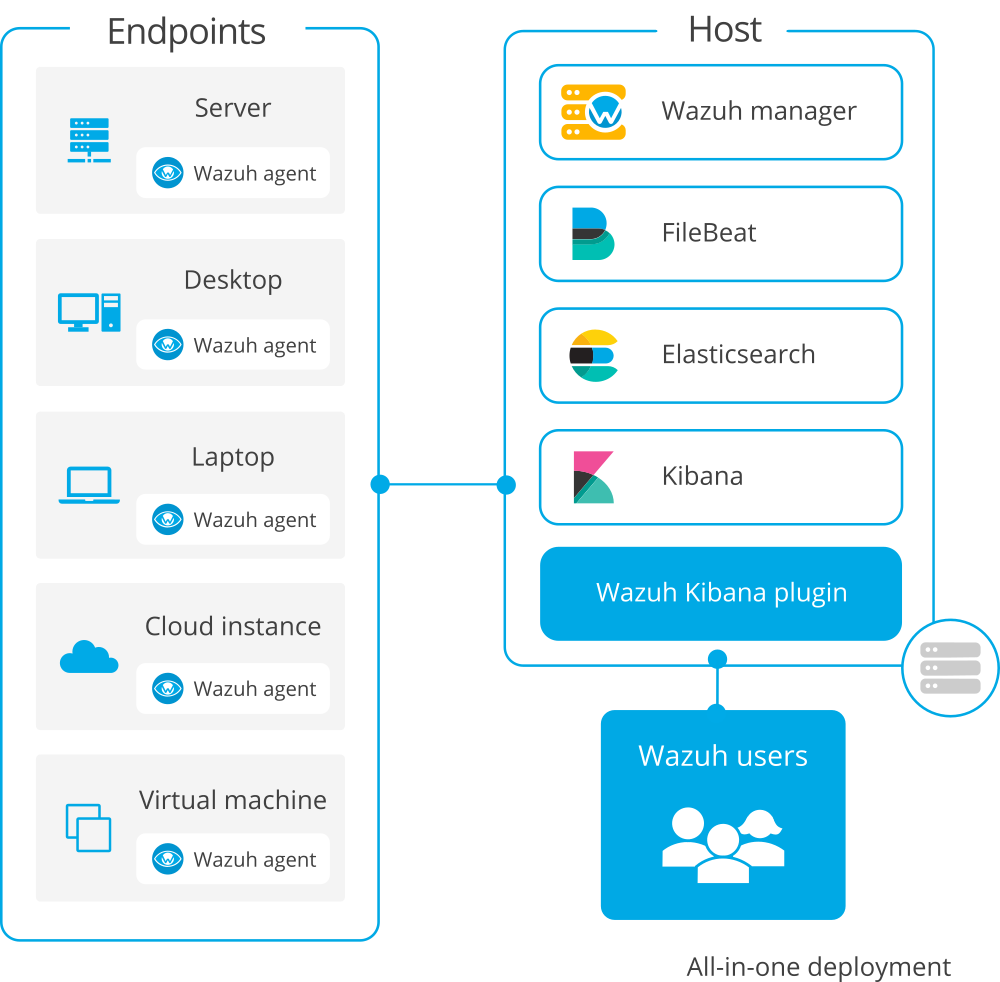 Endpoints
Server
Wazuh agent
Desktop
Wazuh agent
Laptop
Wazuh agent
Cloud instance
Wazuh agent
Virtual machine
Wazuh agent
Host
Wazuh manager
FileBeat
Elasticsearch
Kibana
Wazuh Kibana plugin
Wazuh users
All-in-one deployment